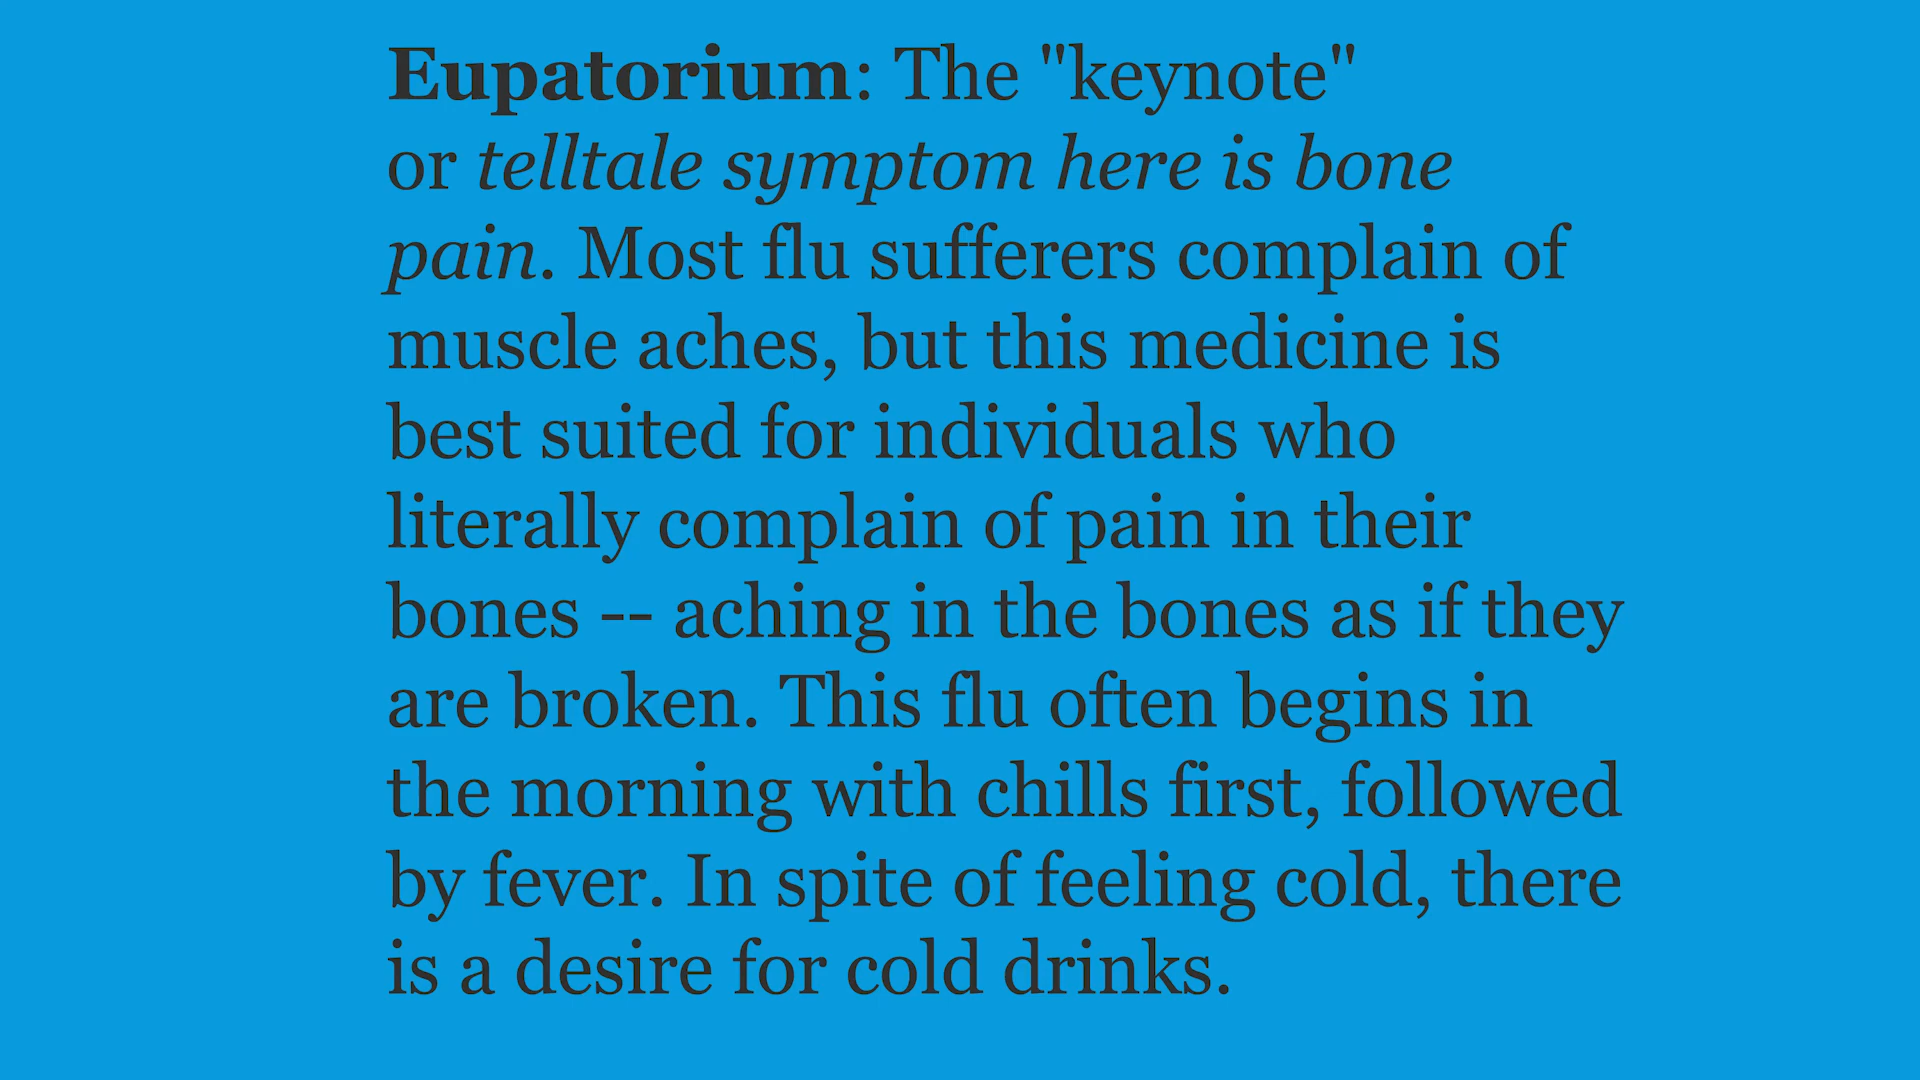 Eupatorium: The "keynote"
or telltale symptom here is bone
pain. Most flu sufferers complain of
muscle aches, but this medicine is
best suited for individuals who
literally complain of pain in their
bones -- aching in the bones as if they
are broken. This flu often begins in
the morning with chills first, followed
by fever. In spite of feeling cold, there
is a desire for cold drinks.